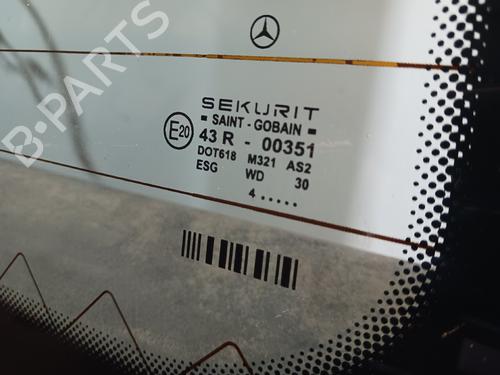 SEKURIT
SAINT-GOBAIN
E20
43 R - 00351
DOT618 M321 AS2
ESG WD 30
4 .....
B-PARTS